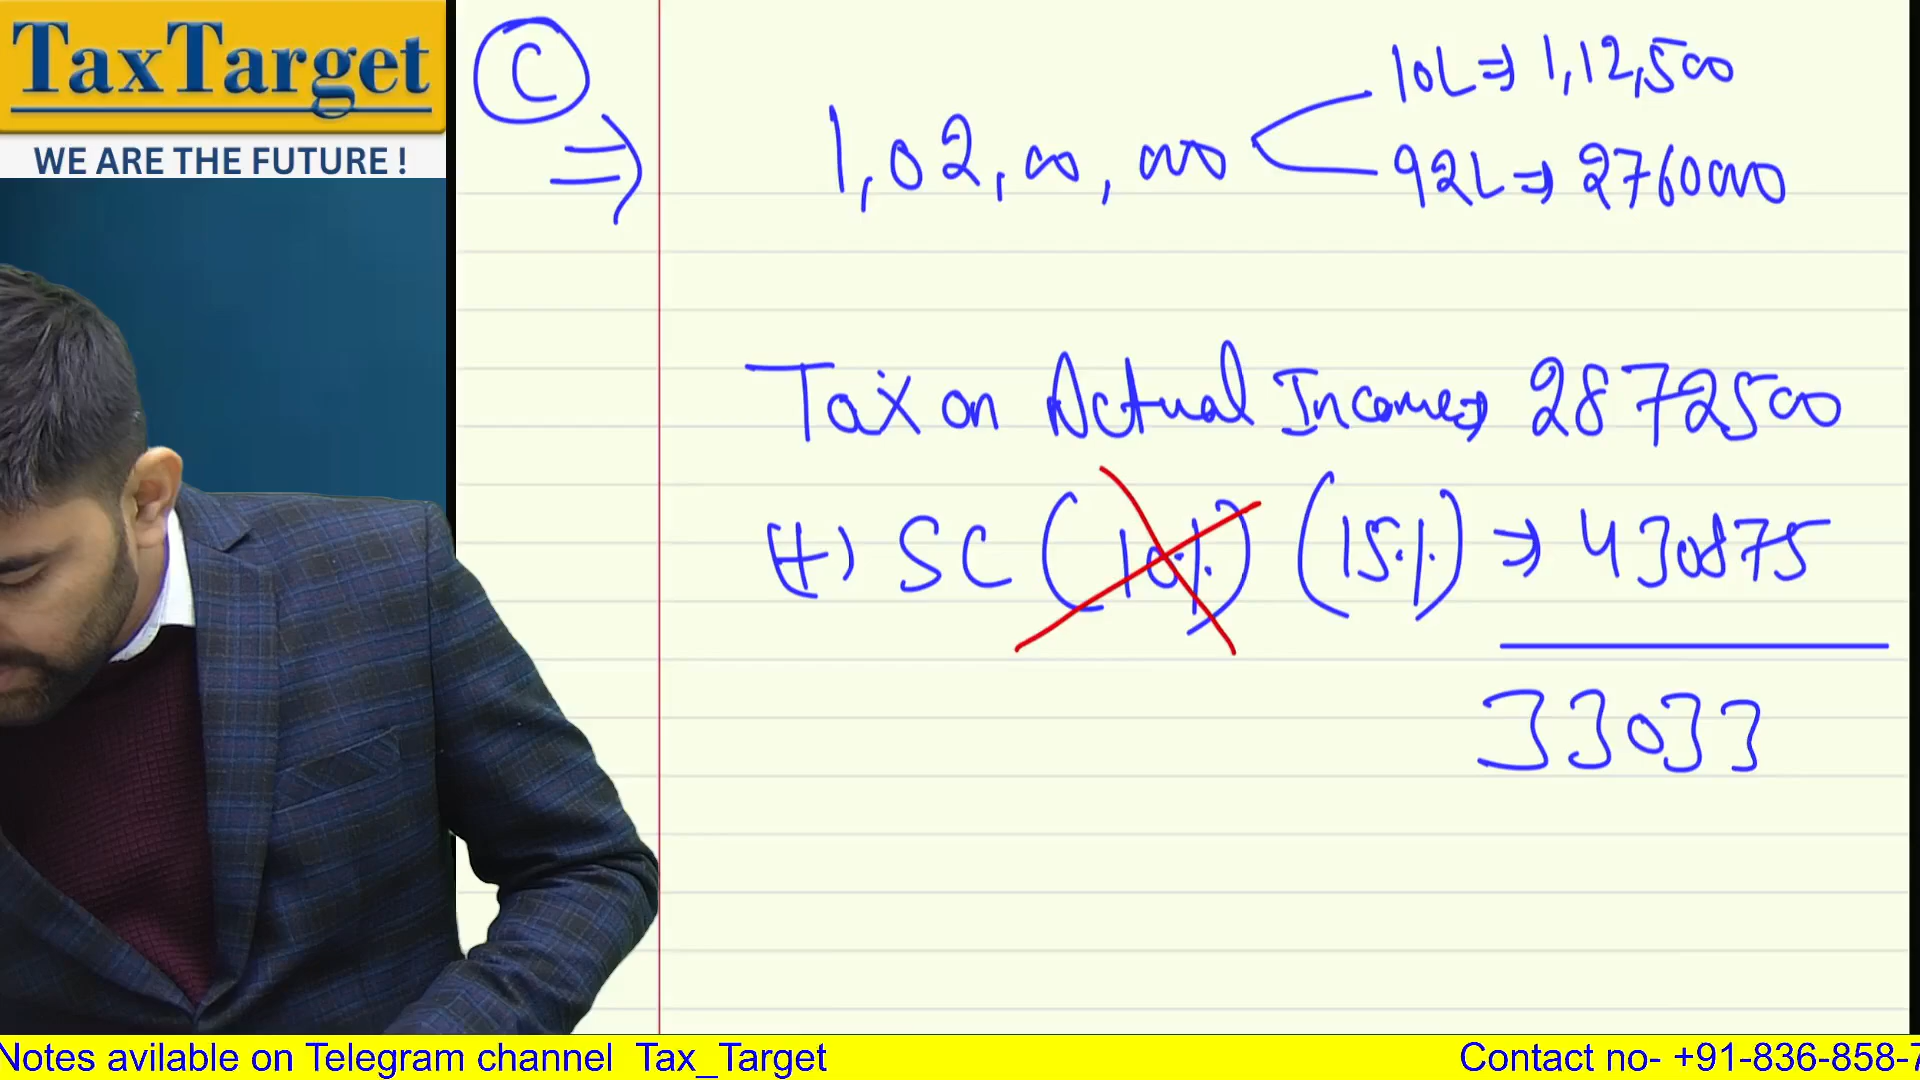 TaxTarget
WE ARE THE FUTURE !
C
⇒ 1,02,00,000
10L ⇒ 1,12,500
92L ⇒ 2760000
Tax on Actual Income ⇒ 2872500
(+) SC (10%) (15%) → 430875
33033
Notes avilable on Telegram channel Tax_Target
Contact no- +91-836-858-7